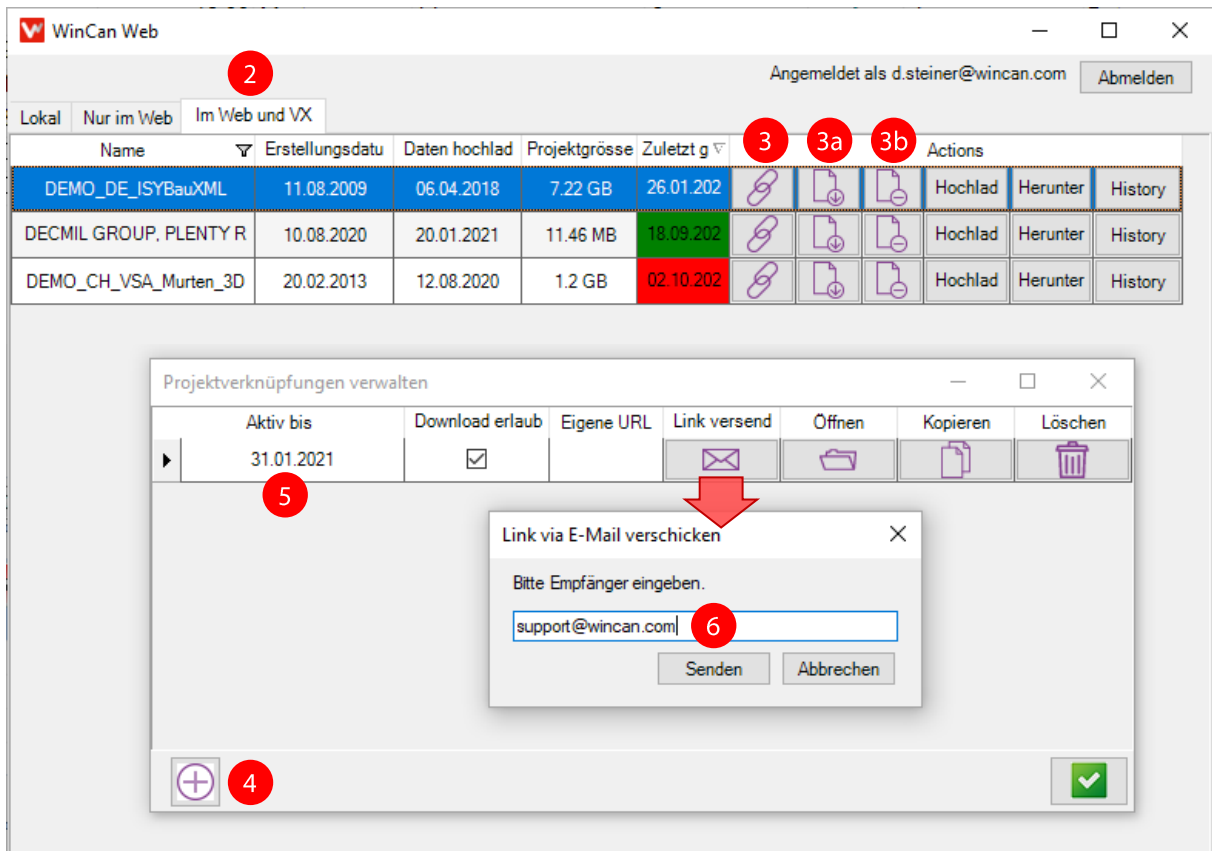 WinCan Web
2
Angemeldet als d.steiner@wincan.com Abmelden
Lokal Nur im Web Im Web und VX
3 3a 3b
Name Erstellungsdatu Daten hochlad Projektgrösse Zuletzt g Actions
DEMO_DE_ISYBauXML 11.08.2009 06.04.2018 7.22 GB 26.01.202 Hochlad Herunter History
DECMIL GROUP, PLENTY R 10.08.2020 20.01.2021 11.46 MB 18.09.202 Hochlad Herunter History
DEMO_CH_VSA_Murten_3D 20.02.2013 12.08.2020 1.2 GB 02.10.202 Hochlad Herunter History
Projektverknüpfungen verwalten
Aktiv bis Download erlaub Eigene URL Link versend Öffnen Kopieren Löschen
31.01.2021
5
Link via E-Mail verschicken
Bitte Empfänger eingeben.
support@wincan.com 6
Senden Abbrechen
4